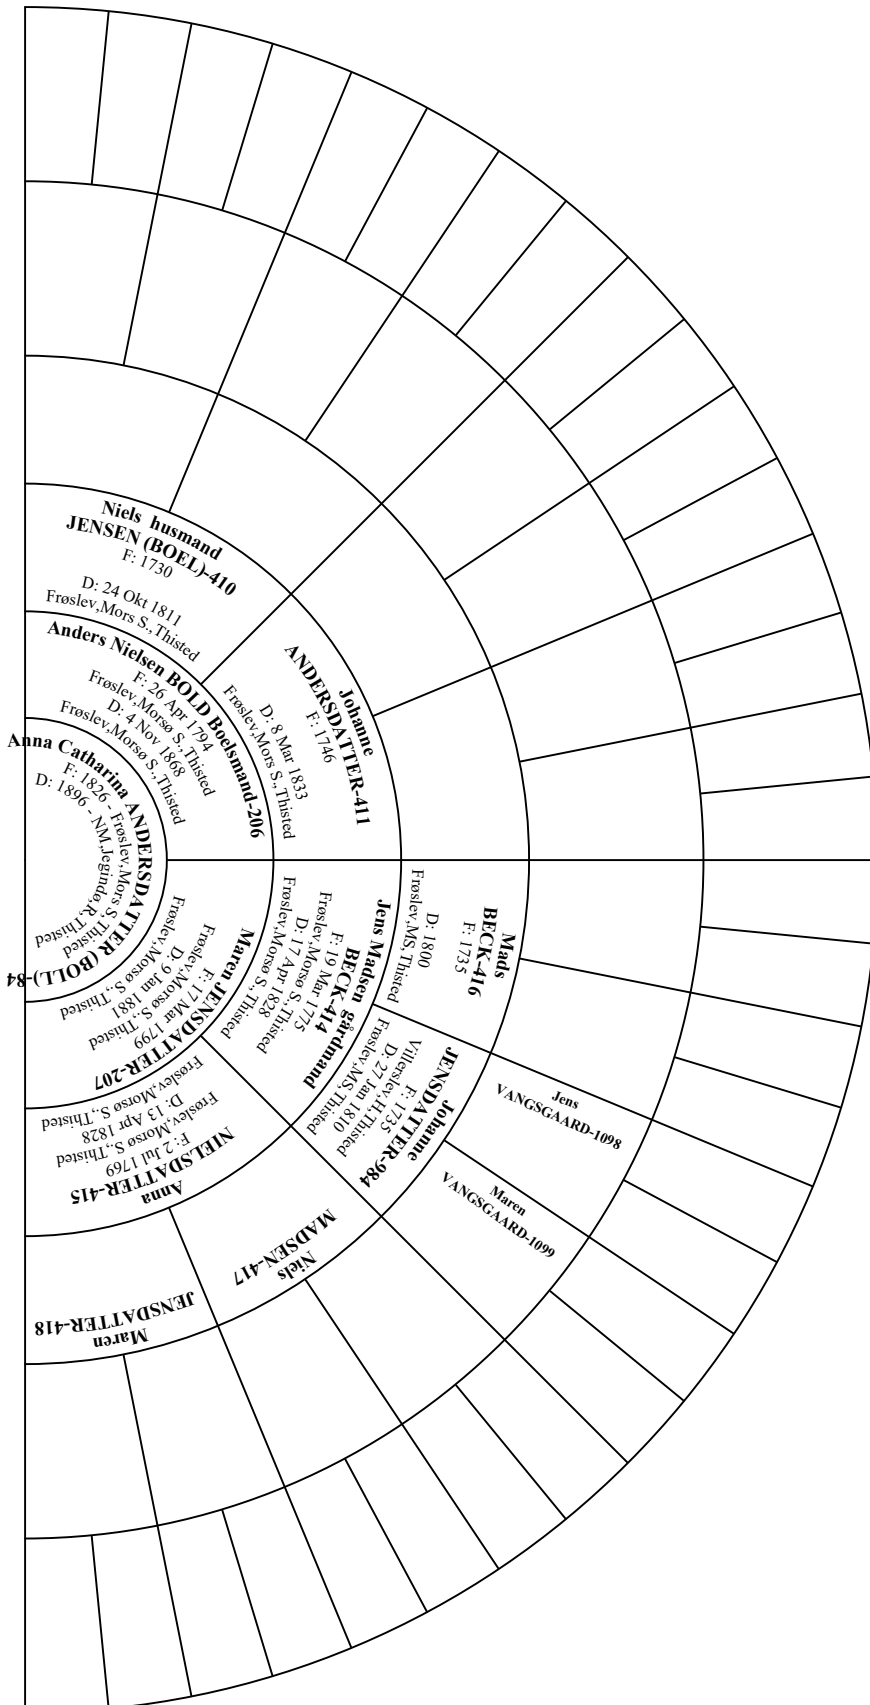 Niels husmand
JENSEN (BOEL)-410
F: 1730
D: 24 Okt 1811
Frøslev,Mors S.,Thisted
Johanne
ANDERSDATTER-411
F: 1746
D: 8 Mar 1833
Frøslev,Mors S.,Thisted
Anders Nielsen BOLD Boelsmand-206
F: 26 Apr 1794
Frøslev,Morsø S.,Thisted
D: 4 Nov 1868
Frøslev,Morsø S.,Thisted
Anna Catharina ANDERSDATTER (BOLL)-84
F: 1826 - Frøslev,Mors S,Thisted
D: 1896 - NM,Jegindø,R,Thisted
Maren JENSDATTER-207
F: 17 Mar 1799
Frøslev,Morsø S.,Thisted
D: 9 Jan 1881
Frøslev,Morsø S.,Thisted
Jens Madsen gårdmand
BECK-414
F: 19 Mar 1775
Frøslev,Morsø S.,Thisted
D: 17 Apr 1828
Frøslev,Morsø S.,Thisted
Mads
BECK-416
F: 1735
D: 1800
Frøslev,MS,Thisted
Johanne
JENSDATTER-984
F: 1735
Villerslev,H,Thisted
D: 27 Jan 1810
Frøslev,MS,Thisted
Jens
VANGSGAARD-1098
Maren
VANGSGAARD-1099
Anna
NIELSDATTER-415
F: 2 Jul 1769
Frøslev,Morsø S.,Thisted
D: 13 Apr 1828
Frøslev,Morsø S.,Thisted
Niels
MADSEN-417
Maren
JENSDATTER-418